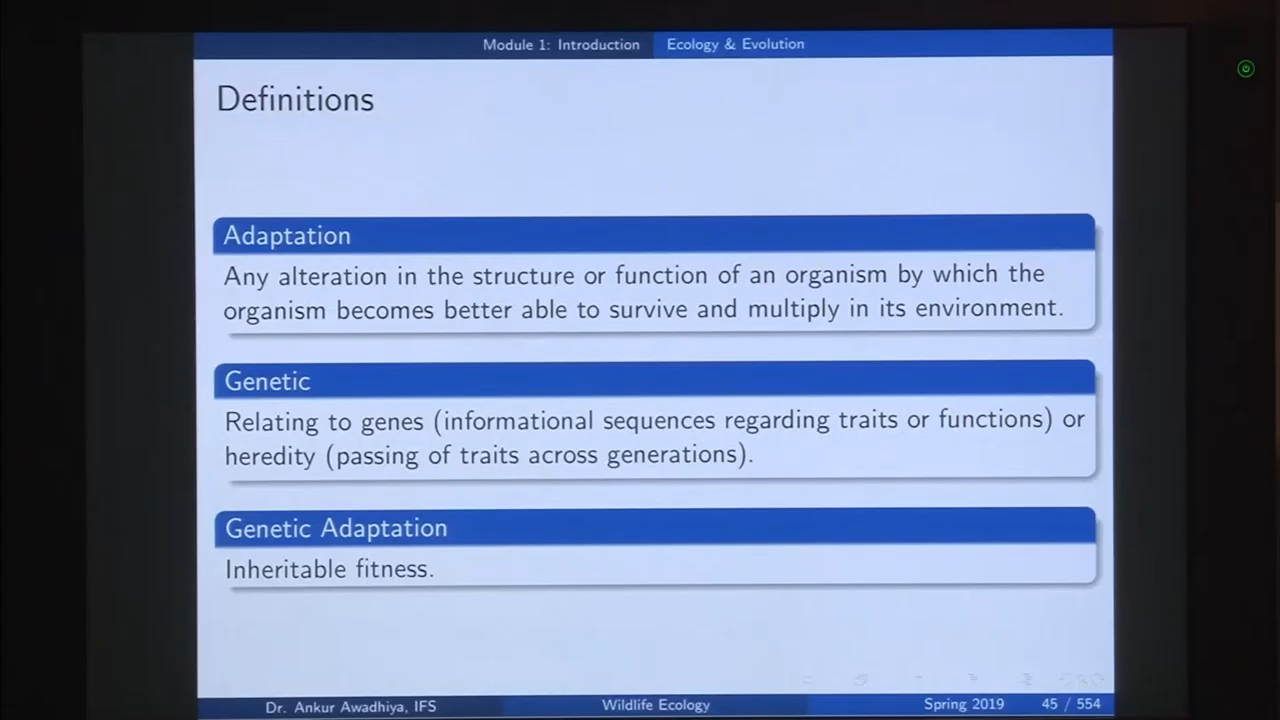 Module 1: Introduction Ecology & Evolution
Definitions
Adaptation
Any alteration in the structure or function of an organism by which the
organism becomes better able to survive and multiply in its environment.
Genetic
Relating to genes (informational sequences regarding traits or functions) or
heredity (passing of traits across generations).
Genetic Adaptation
Inheritable fitness.
Dr. Ankur Awadhiya, IFS Wildlife Ecology Spring 2019 45 / 554